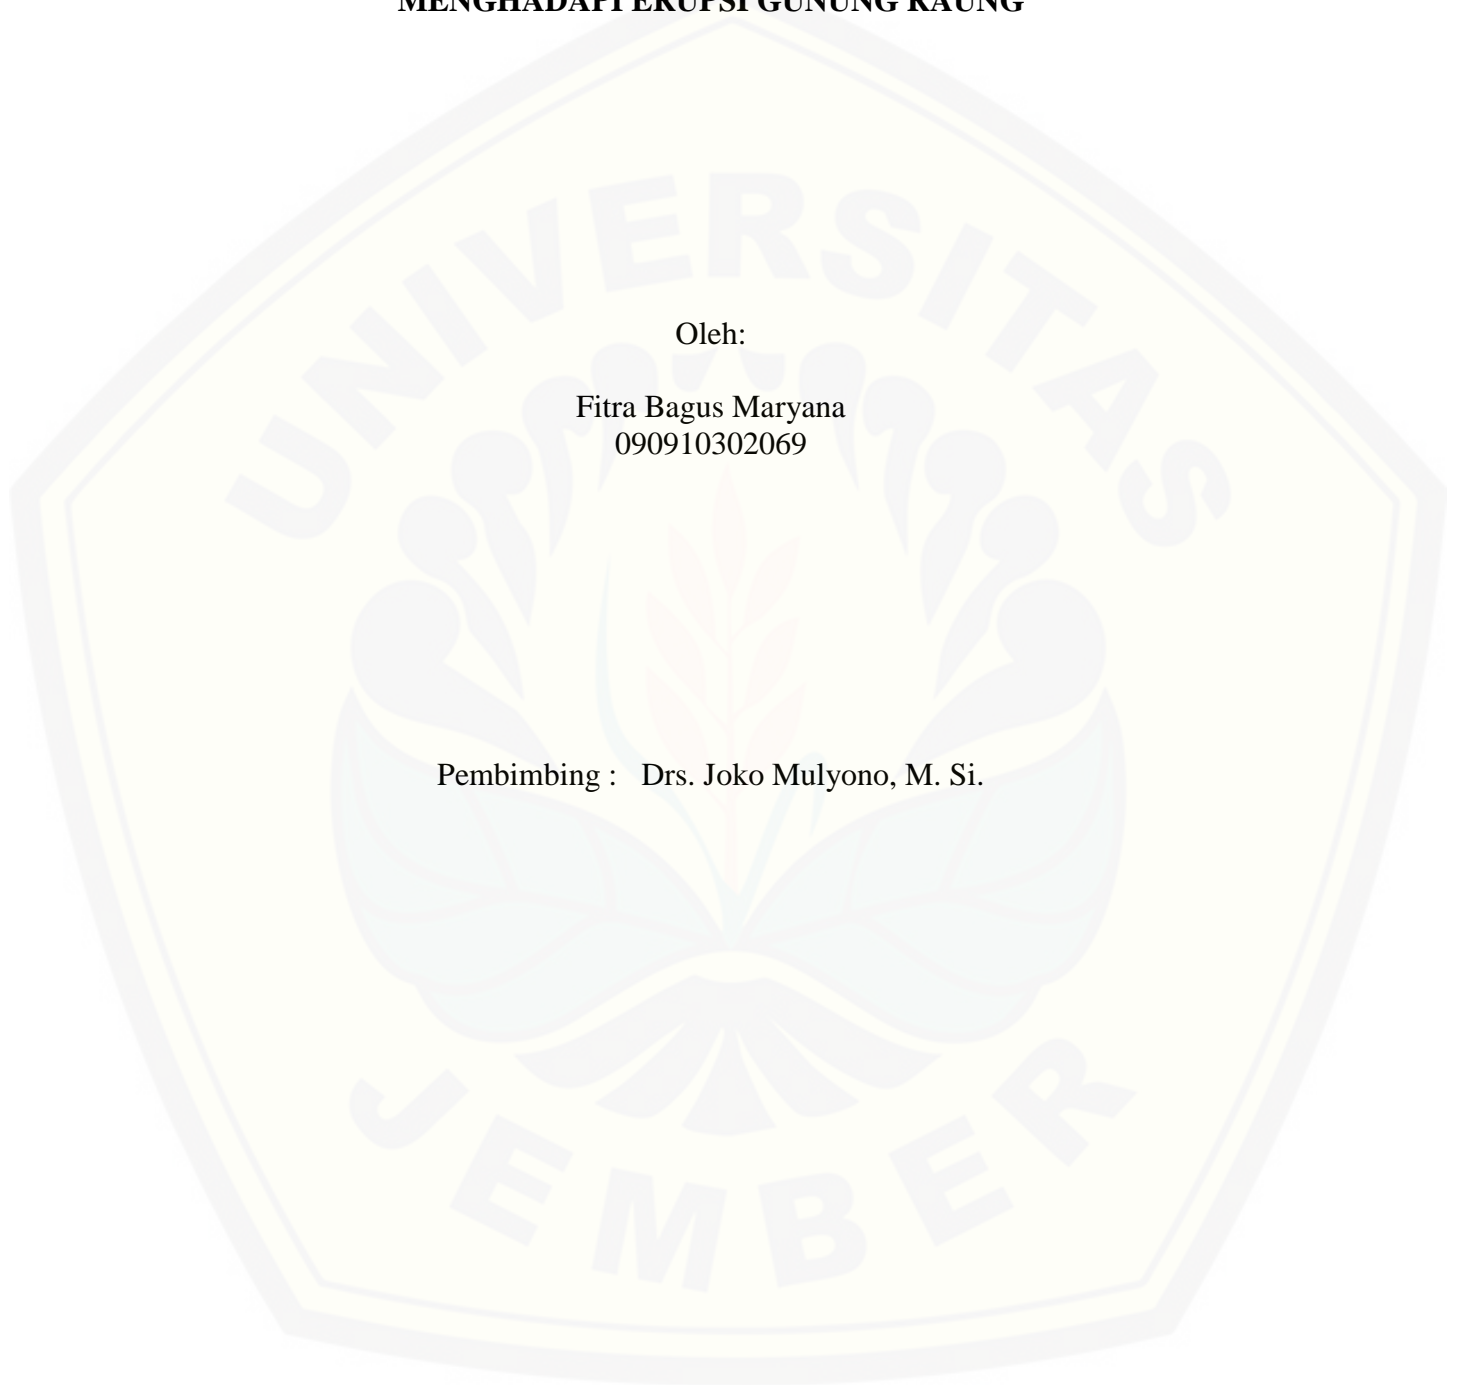 MENGHADAPI ERUPSI GUNUNG RAUNG
UNIVERSITAS
Oleh:
Fitra Bagus Maryana
090910302069
Pembimbing : Drs. Joko Mulyono, M. Si.
JEMBER